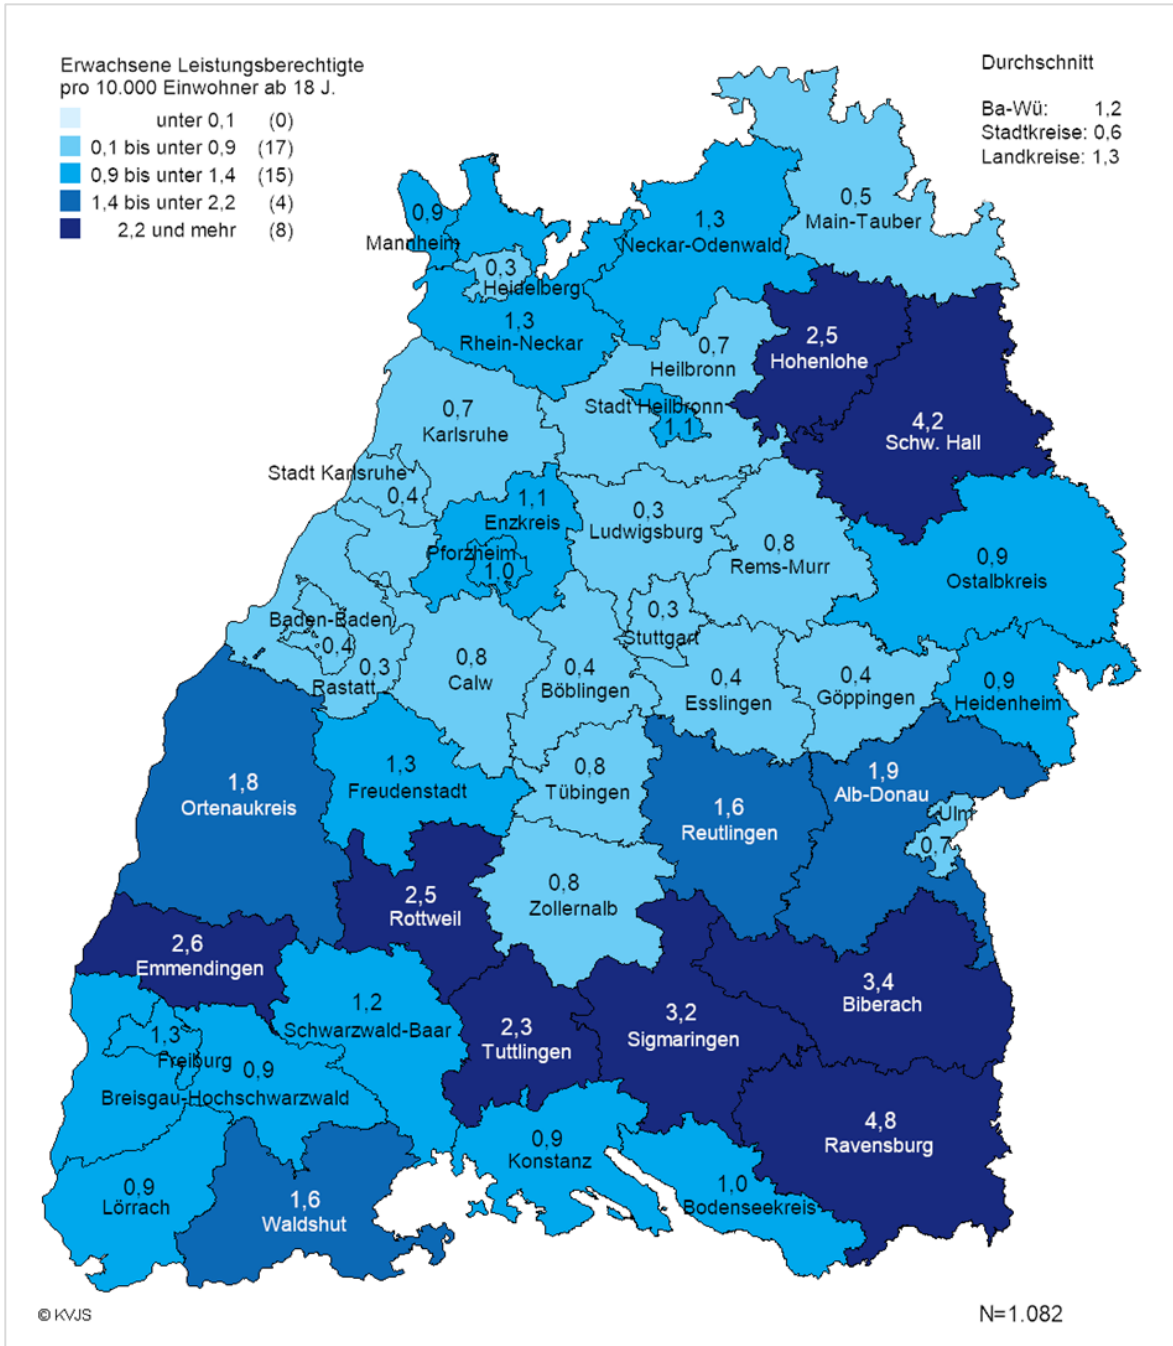 Erwachsene Leistungsberechtigte
pro 10.000 Einwohner ab 18 J.
unter 0,1 (0)
0,1 bis unter 0,9 (17)
0,9 bis unter 1,4 (15)
1,4 bis unter 2,2 (4)
2,2 und mehr (8)
Durchschnitt
Ba-Wü: 1,2
Stadtkreise: 0,6
Landkreise: 1,3
0,5
Main-Tauber
0,9
Mannheim
1,3
Neckar-Odenwald
0,3
Heidelberg
1,3
Rhein-Neckar
2,5
Hohenlohe
0,7
Heilbronn
Stadt Heilbronn
1,1
4,2
Schw. Hall
0,7
Karlsruhe
Stadt Karlsruhe
0,4
1,1
Enzkreis
Pforzheim
1,0
0,3
Ludwigsburg
0,8
Rems-Murr
0,9
Ostalbkreis
Baden-Baden
0,4
0,3
Rastatt
0,8
Calw
0,4
Böblingen
0,3
Stuttgart
0,4
Esslingen
0,4
Göppingen
0,9
Heidenheim
1,8
Ortenaukreis
1,3
Freudenstadt
0,8
Tübingen
1,6
Reutlingen
1,9
Alb-Donau
Ulm
0,7
2,5
Rottweil
0,8
Zollernalb
2,6
Emmendingen
1,2
Schwarzwald-Baar
2,3
Tuttlingen
3,2
Sigmaringen
3,4
Biberach
1,3
Freiburg
0,9
Breisgau-Hochschwarzwald
4,8
Ravensburg
0,9
Konstanz
0,9
Lörrach
1,6
Waldshut
1,0
Bodenseekreis
© KVJS
N=1.082